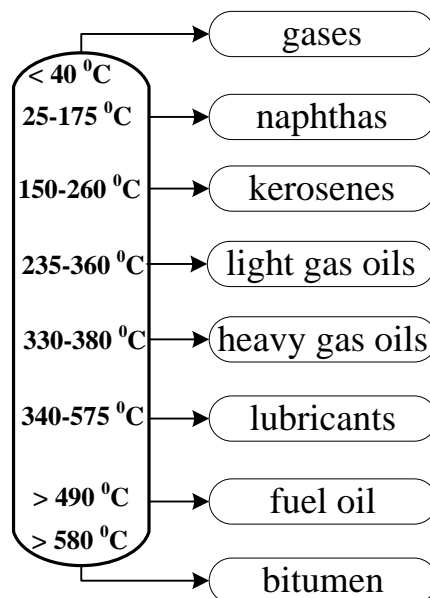 gases
< 40 ⁰C
25-175 ⁰C
naphthas
150-260 ⁰C
kerosenes
235-360 ⁰C
light gas oils
330-380 ⁰C
heavy gas oils
340-575 ⁰C
lubricants
> 490 ⁰C
fuel oil
> 580 ⁰C
bitumen